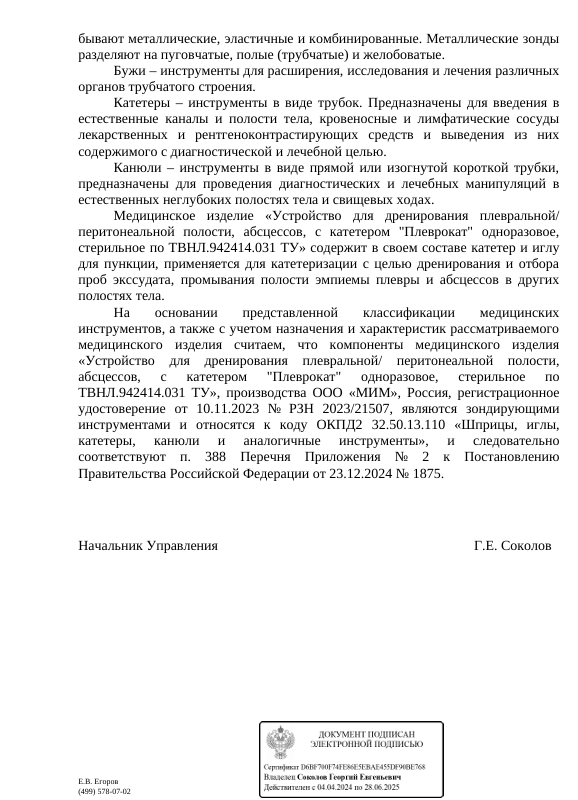 бывают металлические, эластичные и комбинированные. Металлические зонды
разделяют на пуговчатые, полые (трубчатые) и желобоватые.
Бужи – инструменты для расширения, исследования и лечения различных
органов трубчатого строения.
Катетеры – инструменты в виде трубок. Предназначены для введения в
естественные каналы и полости тела, кровеносные и лимфатические сосуды
лекарственных и рентгеноконтрастирующих средств и выведения из них
содержимого с диагностической и лечебной целью.
Канюли – инструменты в виде прямой или изогнутой короткой трубки,
предназначены для проведения диагностических и лечебных манипуляций в
естественных неглубоких полостях тела и свищевых ходах.
Медицинское изделие «Устройство для дренирования плевральной/
перитонеальной полости, абсцессов, с катетером "Плеврокат" одноразовое,
стерильное по ТВНЛ.942414.031 ТУ» содержит в своем составе катетер и иглу
для пункции, применяется для катетеризации с целью дренирования и отбора
проб экссудата, промывания полости эмпиемы плевры и абсцессов в других
полостях тела.
На основании представленной классификации медицинских
инструментов, а также с учетом назначения и характеристик рассматриваемого
медицинского изделия считаем, что компоненты медицинского изделия
«Устройство для дренирования плевральной/ перитонеальной полости,
абсцессов, с катетером "Плеврокат" одноразовое, стерильное по
ТВНЛ.942414.031 ТУ», производства ООО «МИМ», Россия, регистрационное
удостоверение от 10.11.2023 № РЗН 2023/21507, являются зондирующими
инструментами и относятся к коду ОКПД2 32.50.13.110 «Шприцы, иглы,
катетеры, канюли и аналогичные инструменты», и следовательно
соответствуют п. 388 Перечня Приложения № 2 к Постановлению
Правительства Российской Федерации от 23.12.2024 № 1875.
Начальник Управления Г.Е. Соколов
ДОКУМЕНТ ПОДПИСАН
ЭЛЕКТРОННОЙ ПОДПИСЬЮ
Сертификат D6BF700F74FE86E5EBAE455DF90BE768
Владелец Соколов Георгий Евгеньевич
Действителен с 04.04.2024 по 28.06.2025
Е.В. Егоров
(499) 578-07-02